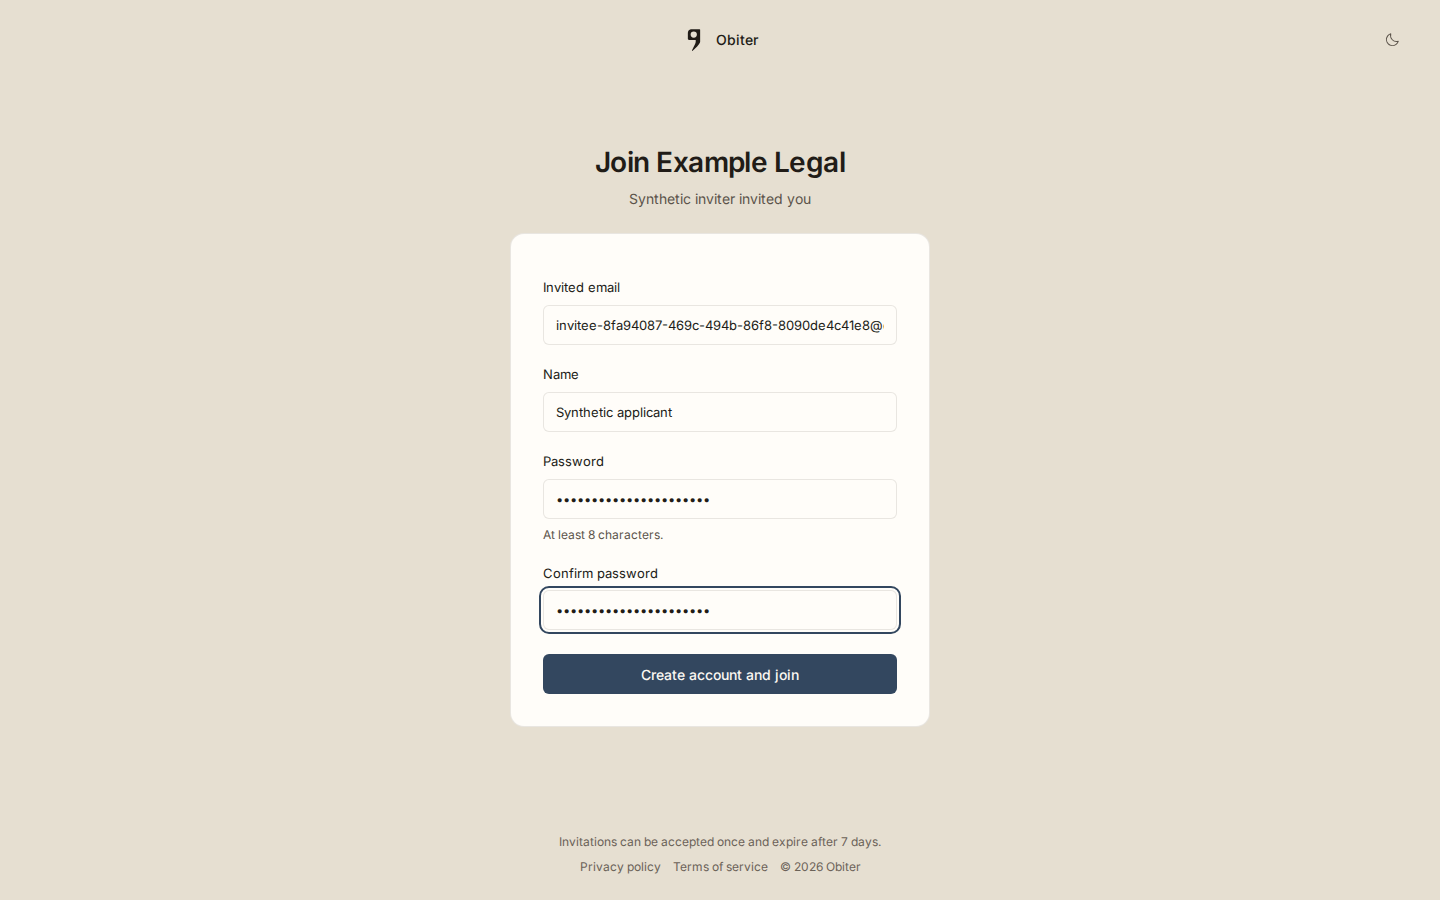 Obiter
Join Example Legal
Synthetic inviter invited you
Invited email
invitee-8fa94087-469c-494b-86f8-8090de4c41e8@
Name
Synthetic applicant
Password
••••••••••••••••••••••
At least 8 characters.
Confirm password
••••••••••••••••••••••
Create account and join
Invitations can be accepted once and expire after 7 days.
Privacy policy Terms of service © 2026 Obiter